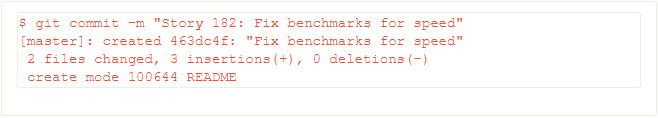 $ git commit -m "Story 182: Fix benchmarks for speed"
[master]: created 463dc4f: "Fix benchmarks for speed"
2 files changed, 3 insertions(+), 0 deletions(-)
create mode 100644 README